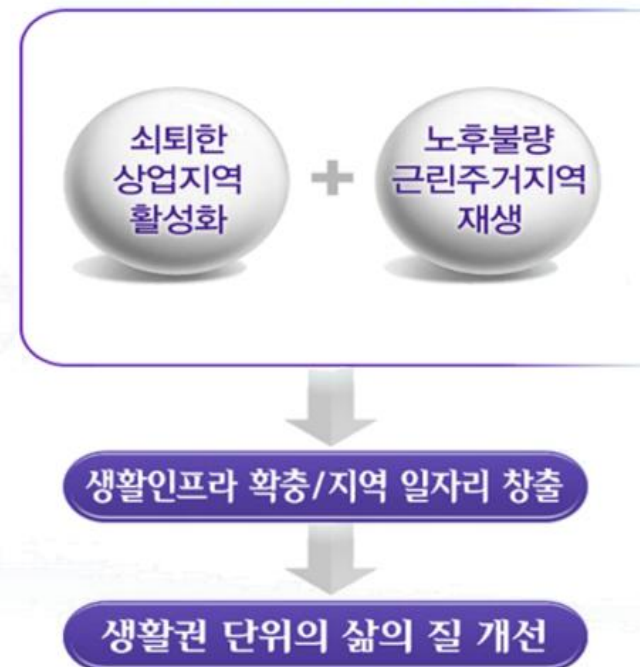 쇠퇴한
상업지역
활성화
+
노후불량
근린주거지역
재생
생활인프라 확충/지역 일자리 창출
생활권 단위의 삶의 질 개선